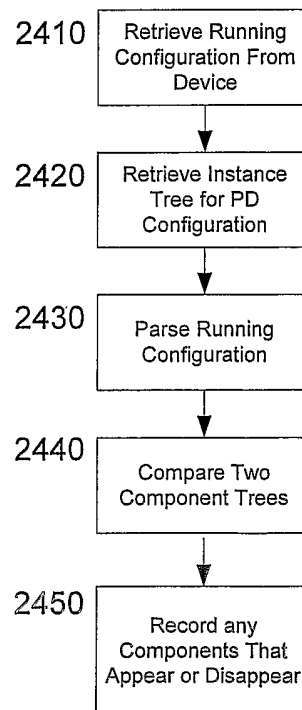 2410
Retrieve Running
Configuration From
Device
2420
Retrieve Instance
Tree for PD
Configuration
2430
Parse Running
Configuration
2440
Compare Two
Component Trees
2450
Record any
Components That
Appear or Disappear